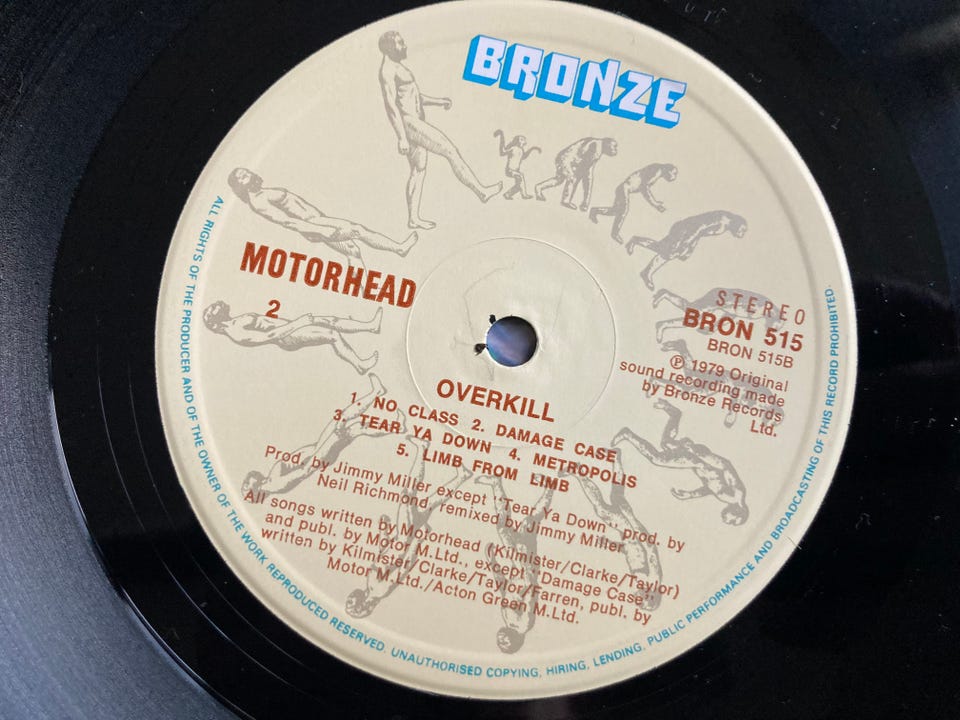 BRONZE
MOTORHEAD
2
STEREO
BRON 515
BRON 515B
Ⓟ 1979 Original
sound recording made
by Bronze Records
Ltd.
OVERKILL
1. NO CLASS 2. DAMAGE CASE
3. TEAR YA DOWN 4. METROPOLIS
5. LIMB FROM LIMB
Prod. by Jimmy Miller except "Tear Ya Down" prod. by
Neil Richmond, remixed by Jimmy Miller
All songs written by Motorhead (Kilmister/Clarke/Taylor)
and publ. by Motor M.Ltd., except "Damage Case"
written by Kilmister/Clarke/Taylor/Farren, publ. by
Motor M.Ltd./Acton Green M.Ltd.
ALL RIGHTS OF THE PRODUCER AND OF THE OWNER OF THE WORK REPRODUCED RESERVED. UNAUTHORISED COPYING, HIRING, LENDING, PUBLIC PERFORMANCE AND BROADCASTING OF THIS RECORD PROHIBITED.